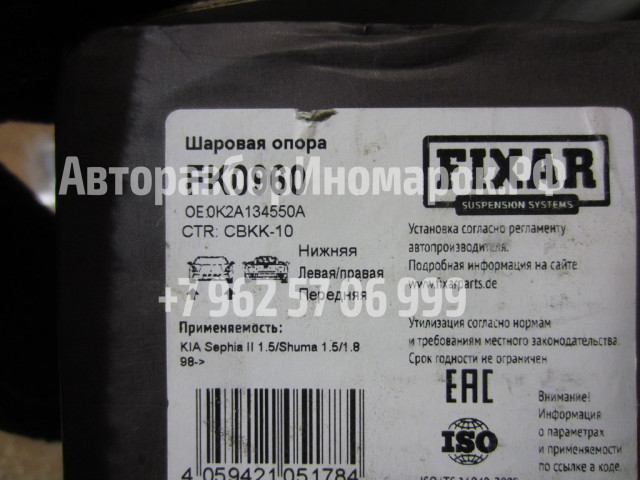 Шаровая опора
FK0960
OE:0K2A134550A
CTR: CBKK-10
Нижняя
Левая/правая
Передняя
Применяемость:
KIA Sephia II 1.5/Shuma 1.5/1.8
98->
4 059421 051784
FIXAR
SUSPENSION SYSTEMS
Установка согласно регламенту
автопроизводителя.
Подробная информация на сайте
www.fixarparts.de
Утилизация согласно нормам
и требованиям местного законодательства
Срок годности не ограничен
EAC
ISO
Внимание!
Информация
о параметрах
и применяемости
по ссылке а коде.
Авторазбор Иномарок.РФ
+7 962 57 06 999